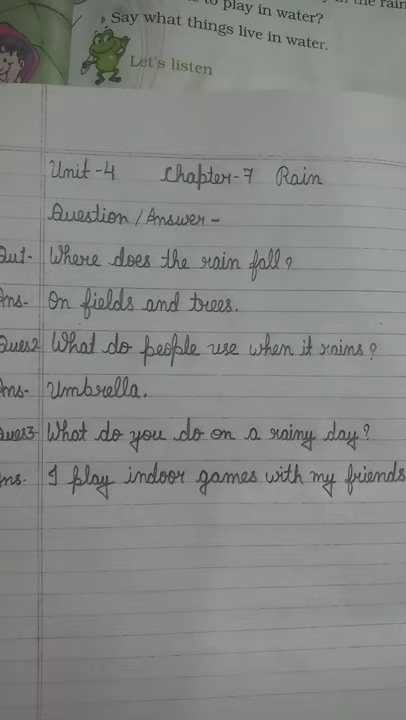 to play in water?
Say what things live in water.
Let's listen
Unit-4 Chapter-7 Rain
Question/Answer-
Qu1- Where does the rain fall?
Ans- On fields and trees.
Ques2 What do people use when it rains?
Ans- Umbrella.
Ques3- What do you do on a rainy day?
Ans. I play indoor games with my friends